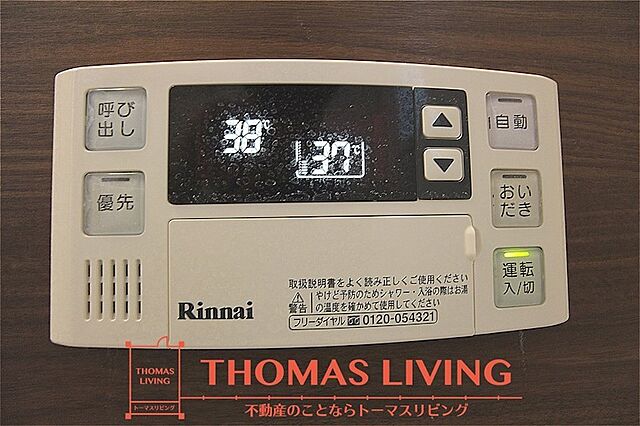 呼び
出し
優先
38℃
37℃
自動
おい
だき
運転
入/切
取扱説明書をよく読み正しくご使用ください
警告
やけど予防のためシャワー・入浴の際はお湯
の温度を確かめて使用してください
フリーダイヤル 0120-054321
Rinnai
THOMAS
LIVING
トーマスリビング
THOMAS LIVING
不動産のことならトーマスリビング